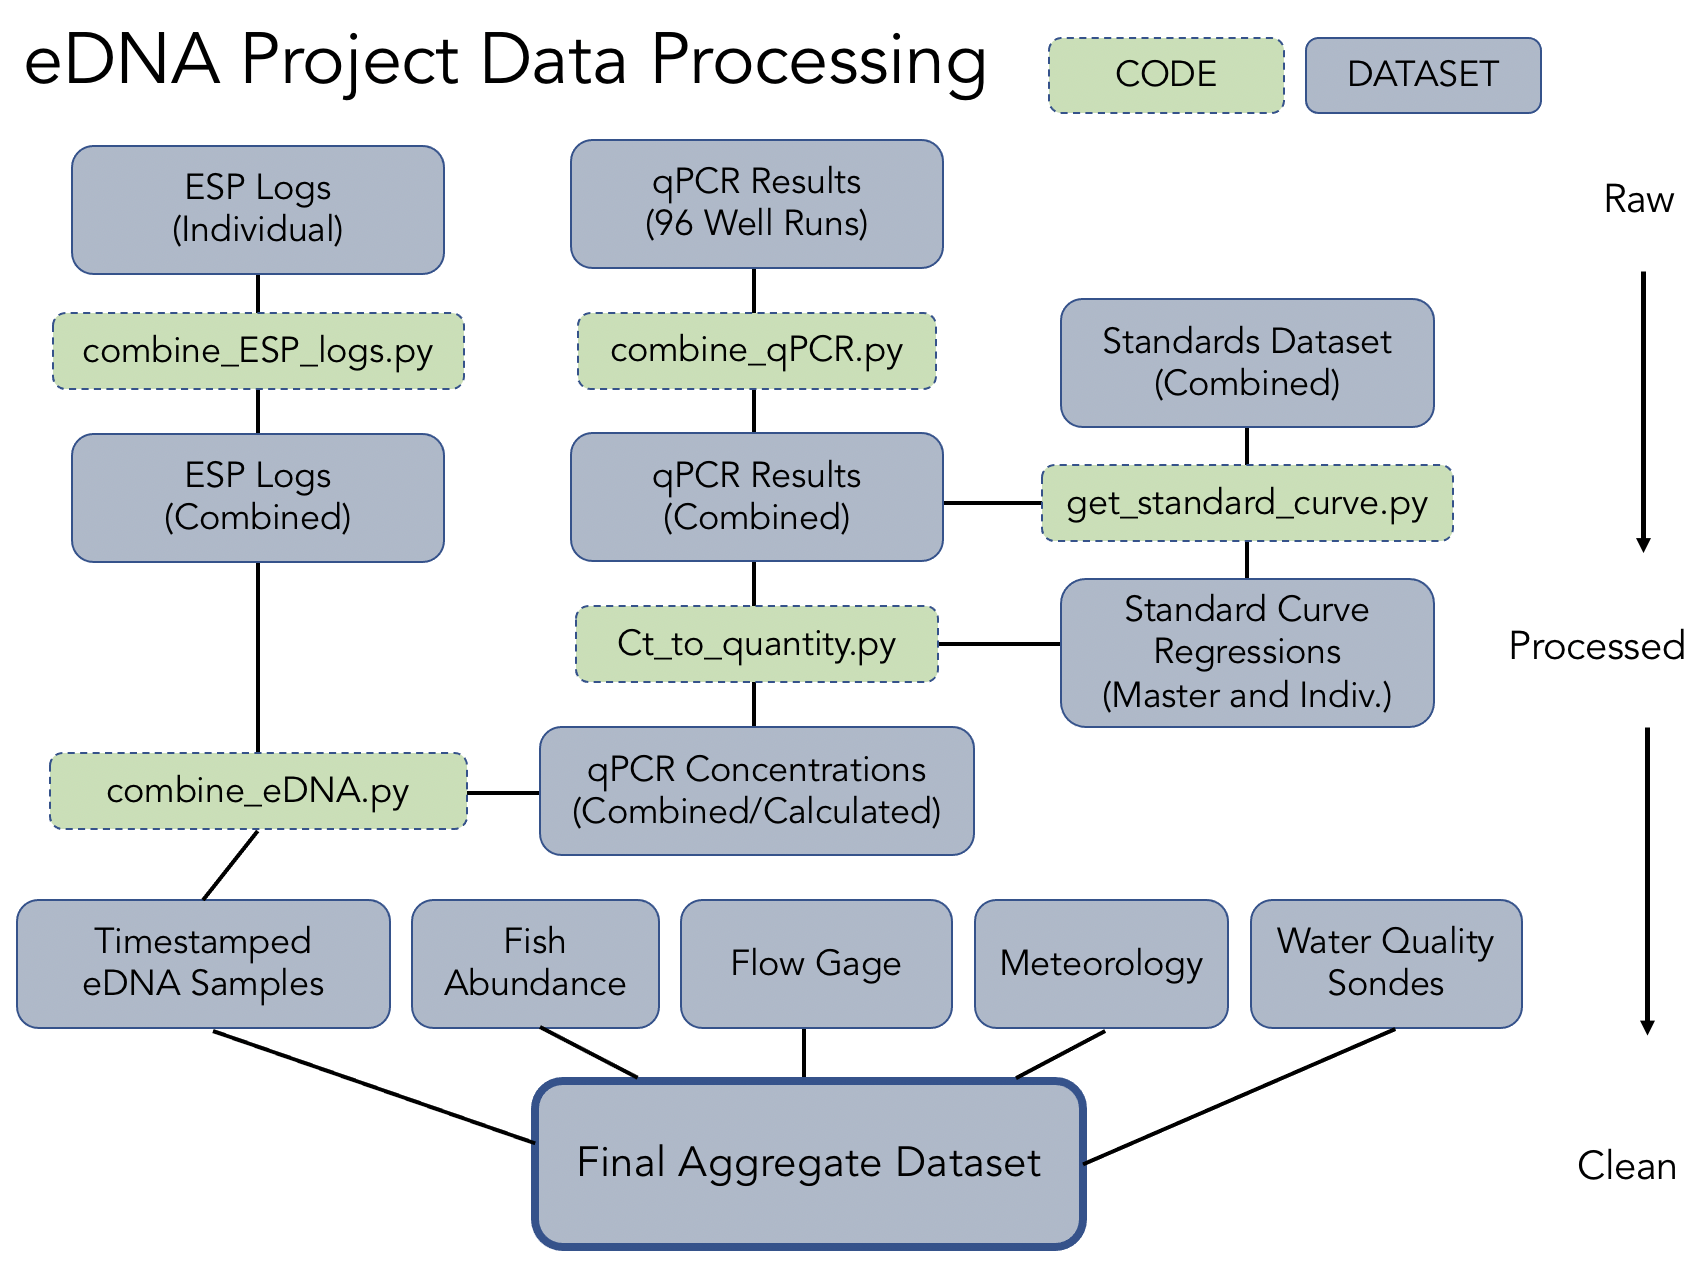 eDNA Project Data Processing
CODE
DATASET
ESP Logs
(Individual)
qPCR Results
(96 Well Runs)
Raw
combine_ESP_logs.py
combine_qPCR.py
Standards Dataset
(Combined)
ESP Logs
(Combined)
qPCR Results
(Combined)
get_standard_curve.py
Ct_to_quantity.py
Standard Curve
Regressions
(Master and Indiv.)
Processed
combine_eDNA.py
qPCR Concentrations
(Combined/Calculated)
Timestamped
eDNA Samples
Fish
Abundance
Flow Gage
Meteorology
Water Quality
Sondes
Final Aggregate Dataset
Clean